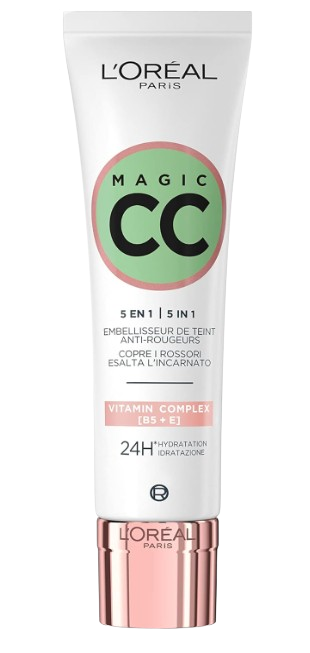 L'ORÉAL
PARIS
MAGIC
CC
5 EN 1 | 5 IN 1
EMBELLISSEUR DE TEINT
ANTI-ROUGEURS
COPRE I ROSSORI
ESALTA L'INCARNATO
VITAMIN COMPLEX
[B5 + E]
24H* HYDRATATION
IDRATAZIONE
L'ORÉAL
PARIS